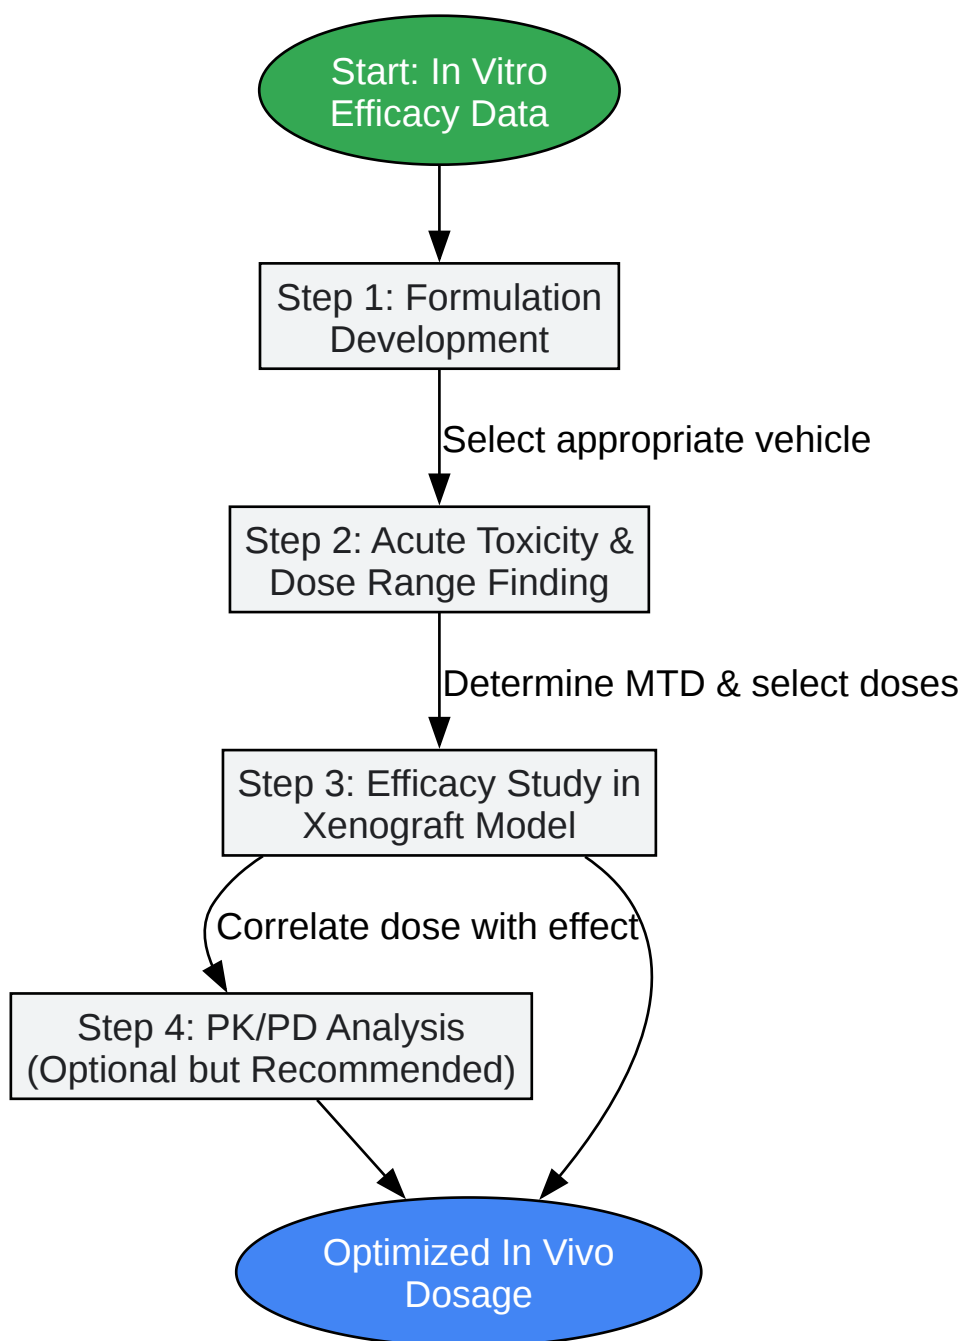 Start: In Vitro
Efficacy Data
Step 1: Formulation
Development
Select appropriate vehicle
Step 2: Acute Toxicity &
Dose Range Finding
Determine MTD & select doses
Step 3: Efficacy Study in
Xenograft Model
Correlate dose with effect
Step 4: PK/PD Analysis
(Optional but Recommended)
Optimized In Vivo
Dosage